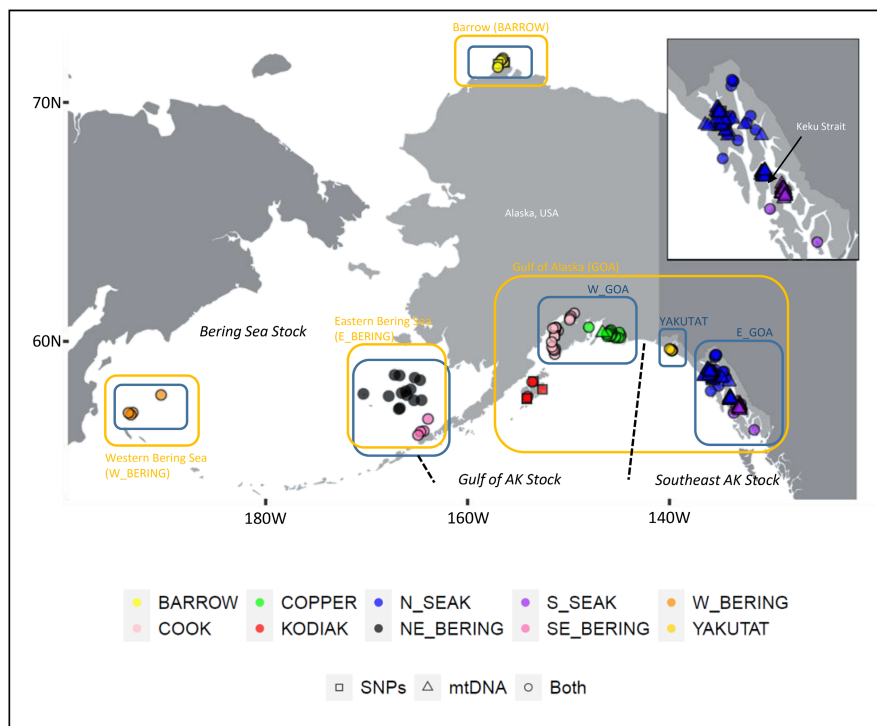 Barrow (BARROW)
70N
Keku Strait
Alaska, USA
Gulf of Alaska (GOA)
W_GOA
Bering Sea Stock
Eastern Bering Sea
(E_BERING)
YAKUTAT
E_GOA
60N
Western Bering Sea
(W_BERING)
Gulf of AK Stock
Southeast AK Stock
180W
160W
140W
BARROW
COPPER
N_SEAK
S_SEAK
W_BERING
COOK
KODIAK
NE_BERING
SE_BERING
YAKUTAT
SNPs
mtDNA
Both